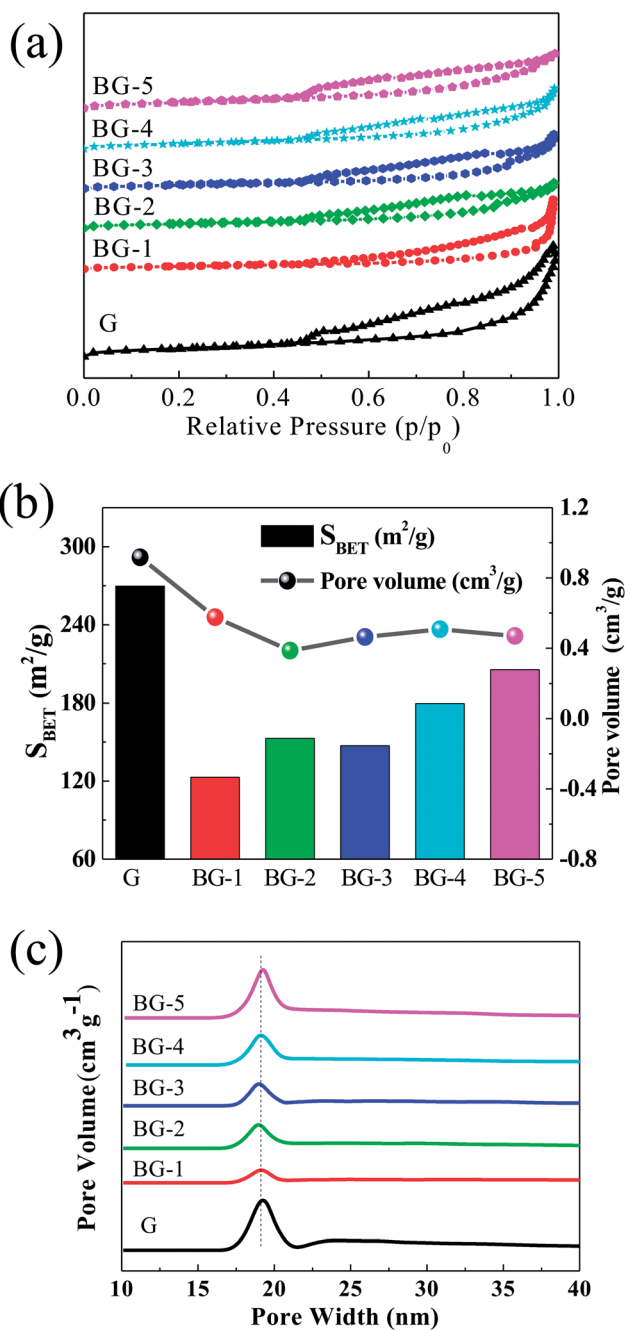 (a)
BG-5
BG-4
BG-3
BG-2
BG-1
G
0.0 0.2 0.4 0.6 0.8 1.0
Relative Pressure (p/p₀)
(b)
S_BET (m²/g)
Pore volume (cm³/g)
300
240
180
120
60
S_BET (m²/g)
1.2
0.8
0.4
0.0
-0.4
-0.8
Pore volume (cm³/g)
G BG-1 BG-2 BG-3 BG-4 BG-5
(c)
Pore Volume (cm³g⁻¹)
BG-5
BG-4
BG-3
BG-2
BG-1
G
10 15 20 25 30 35 40
Pore Width (nm)